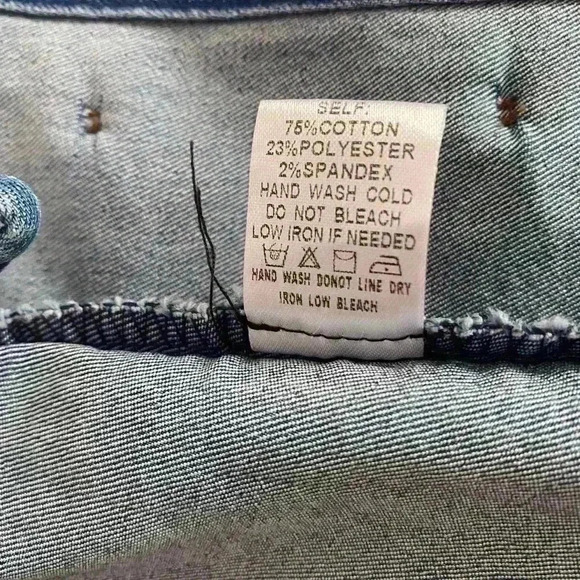 SELF:
75%COTTON
23%POLYESTER
2%SPANDEX
HAND WASH COLD
DO NOT BLEACH
LOW IRON IF NEEDED
HAND WASH DONOT LINE DRY
IRON LOW BLEACH